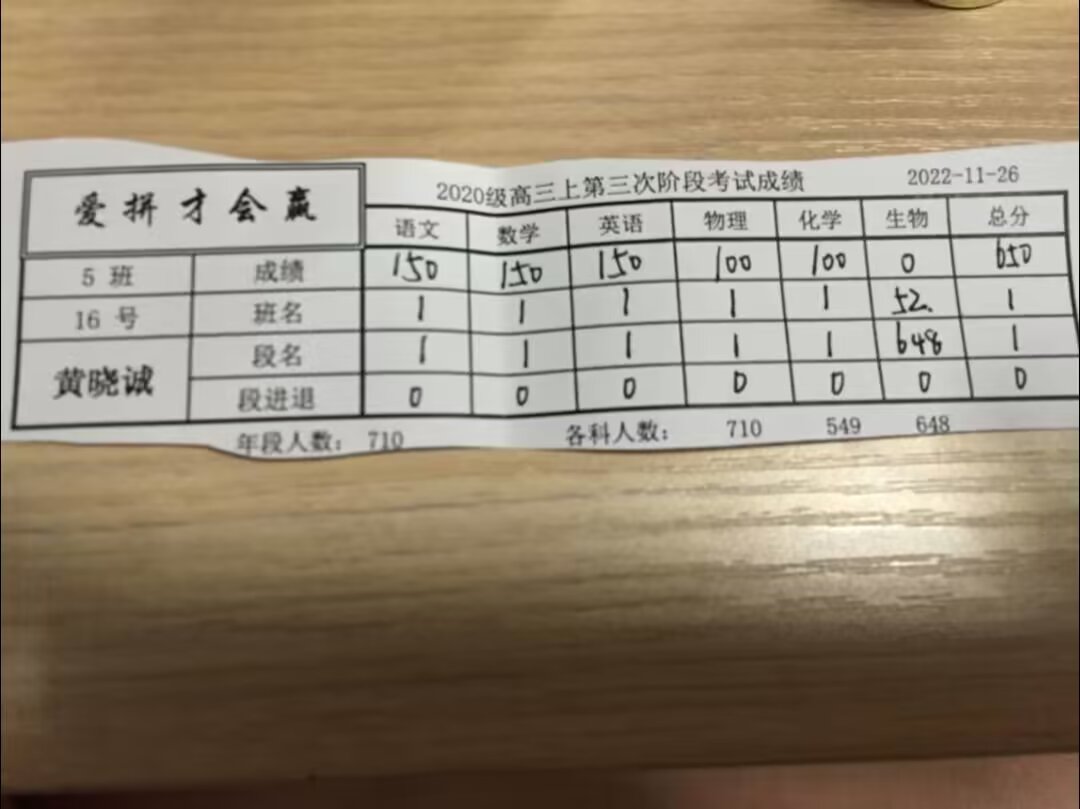 爱拼才会赢
2020级高三上第三次阶段考试成绩 2022-11-26
语文 数学 英语 物理 化学 生物 总分
5 班 成绩 150 150 150 100 100 0 650
16 号 班名 1 1 1 1 1 52. 1
黄晓诚
段名 1 1 1 1 1 648 1
段进退 0 0 0 0 0 0 0
年段人数: 710 各科人数: 710 549 648